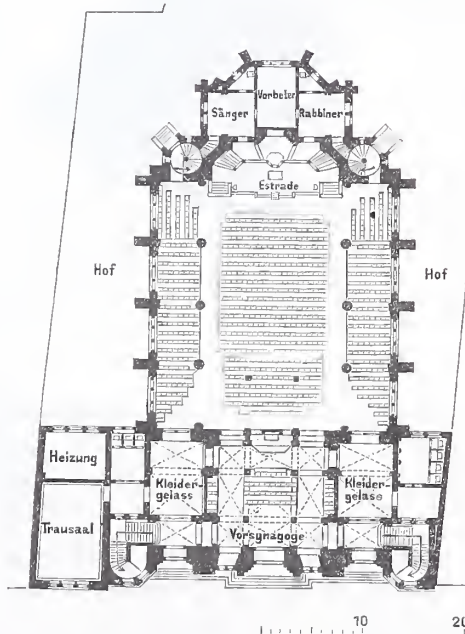 Sänger
Vorbeter
Rabbiner
Estrade
Hof
Hof
Heizung
Kleider-
gelass
Kleider-
gelass
Trausaal
Vorsynagoge
10
20